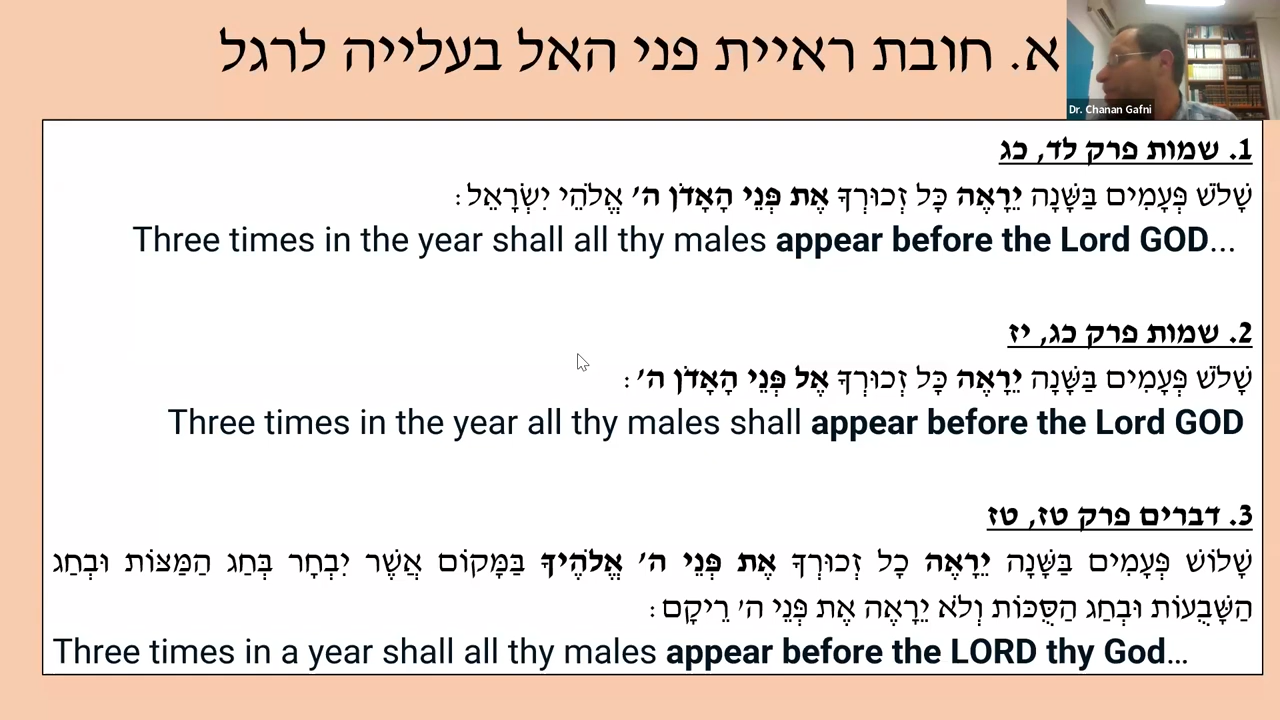 א. חובת ראיית פני האל בעלייה לרגל
Dr. Chanan Gafni
1. שמות פרק לד, כג
שָׁלֹשׁ פְּעָמִים בַּשָּׁנָה יֵרָאֶה כָּל זְכוּרְךָ אֶת פְּנֵי הָאָדֹן ה' אֱלֹהֵי יִשְׂרָאֵל:
Three times in the year shall all thy males appear before the Lord GOD...
2. שמות פרק כג, יז
שָׁלֹשׁ פְּעָמִים בַּשָּׁנָה יֵרָאֶה כָּל זְכוּרְךָ אֶל פְּנֵי הָאָדֹן ה':
Three times in the year all thy males shall appear before the Lord GOD
3. דברים פרק טז, טז
שָׁלוֹשׁ פְּעָמִים בַּשָּׁנָה יֵרָאֶה כָל זְכוּרְךָ אֶת פְּנֵי ה' אֱלֹהֶיךָ בַּמָּקוֹם אֲשֶׁר יִבְחָר בְּחַג הַמַּצּוֹת וּבְחַג
הַשָּׁבֻעוֹת וּבְחַג הַסֻּכּוֹת וְלֹא יֵרָאֶה אֶת פְּנֵי ה' רֵיקָם:
Three times in a year shall all thy males appear before the LORD thy God...